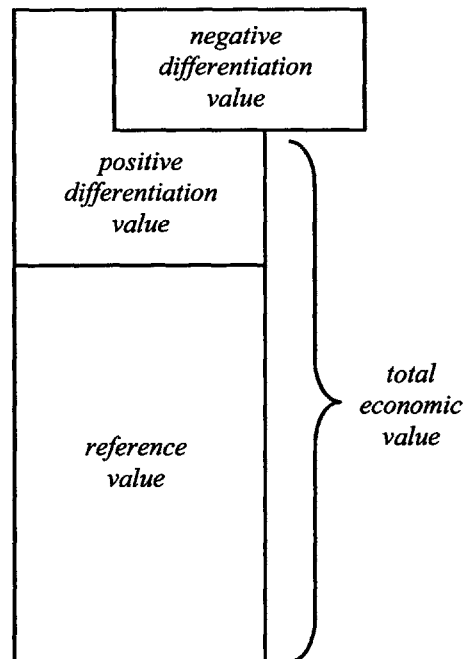 negative
differentiation
value
positive
differentiation
value
total
economic
value
reference
value